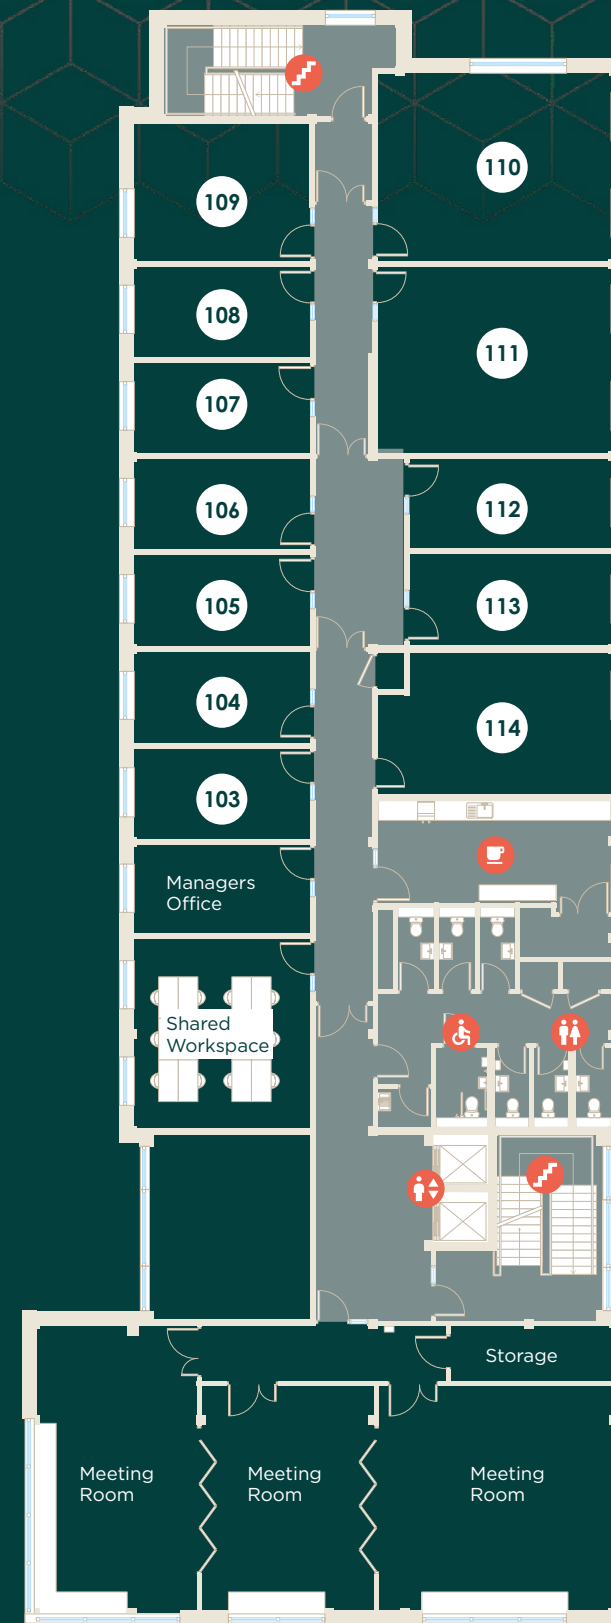 109
110
108
111
107
106
112
105
113
104
114
103
Managers
Office
Shared
Workspace
Storage
Meeting
Room
Meeting
Room
Meeting
Room